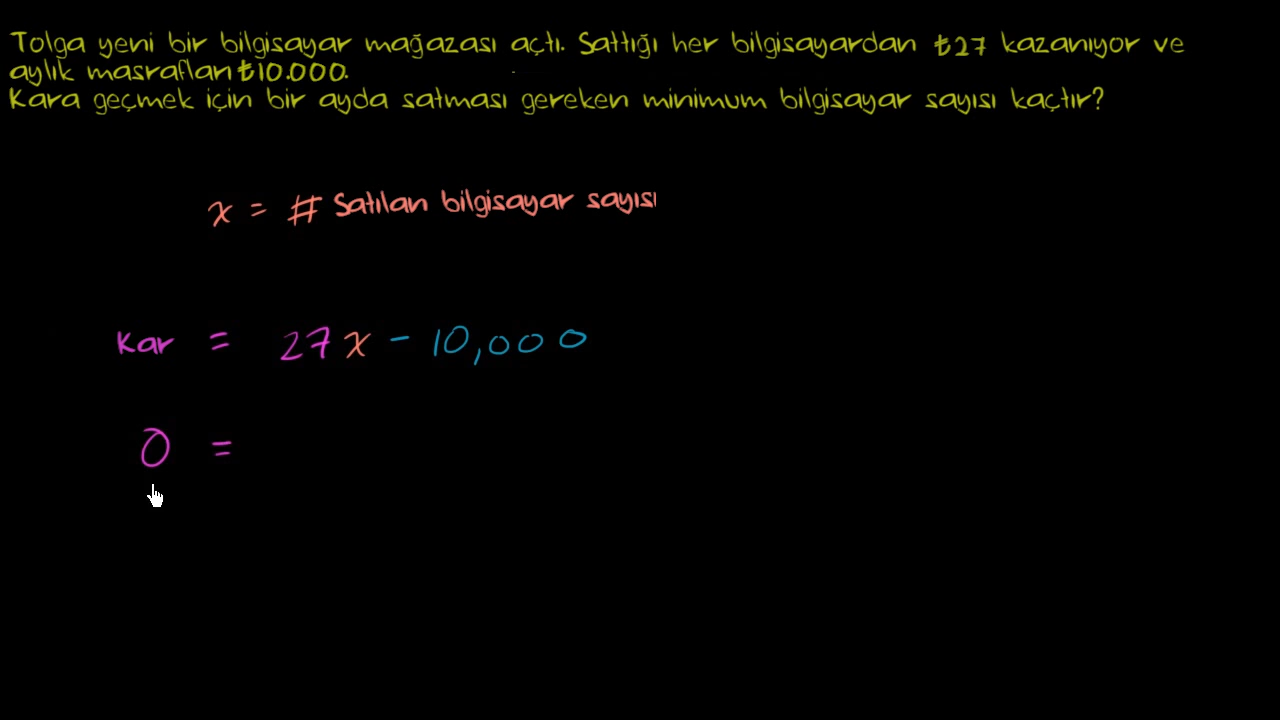 Tolga yeni bir bilgisayar mağazası açtı. Sattığı her bilgisayardan ₺27 kazanıyor ve
aylık masrafları ₺10.000.
Kara geçmek için bir ayda satması gereken minimum bilgisayar sayısı kaçtır?
x = # Satılan bilgisayar sayısı
Kar = 27x - 10,000
0 =